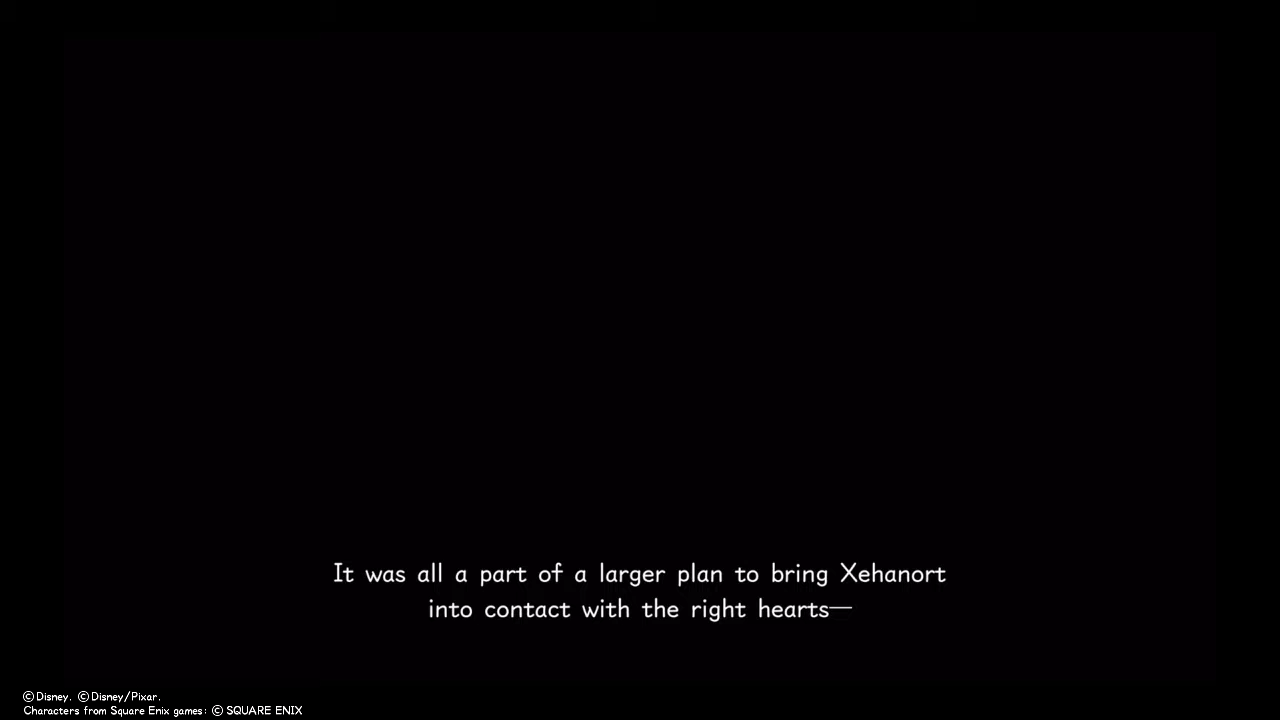 It was all a part of a larger plan to bring Xehanort
into contact with the right hearts—
©Disney. ©Disney/Pixar.
Characters from Square Enix games: © SQUARE ENIX